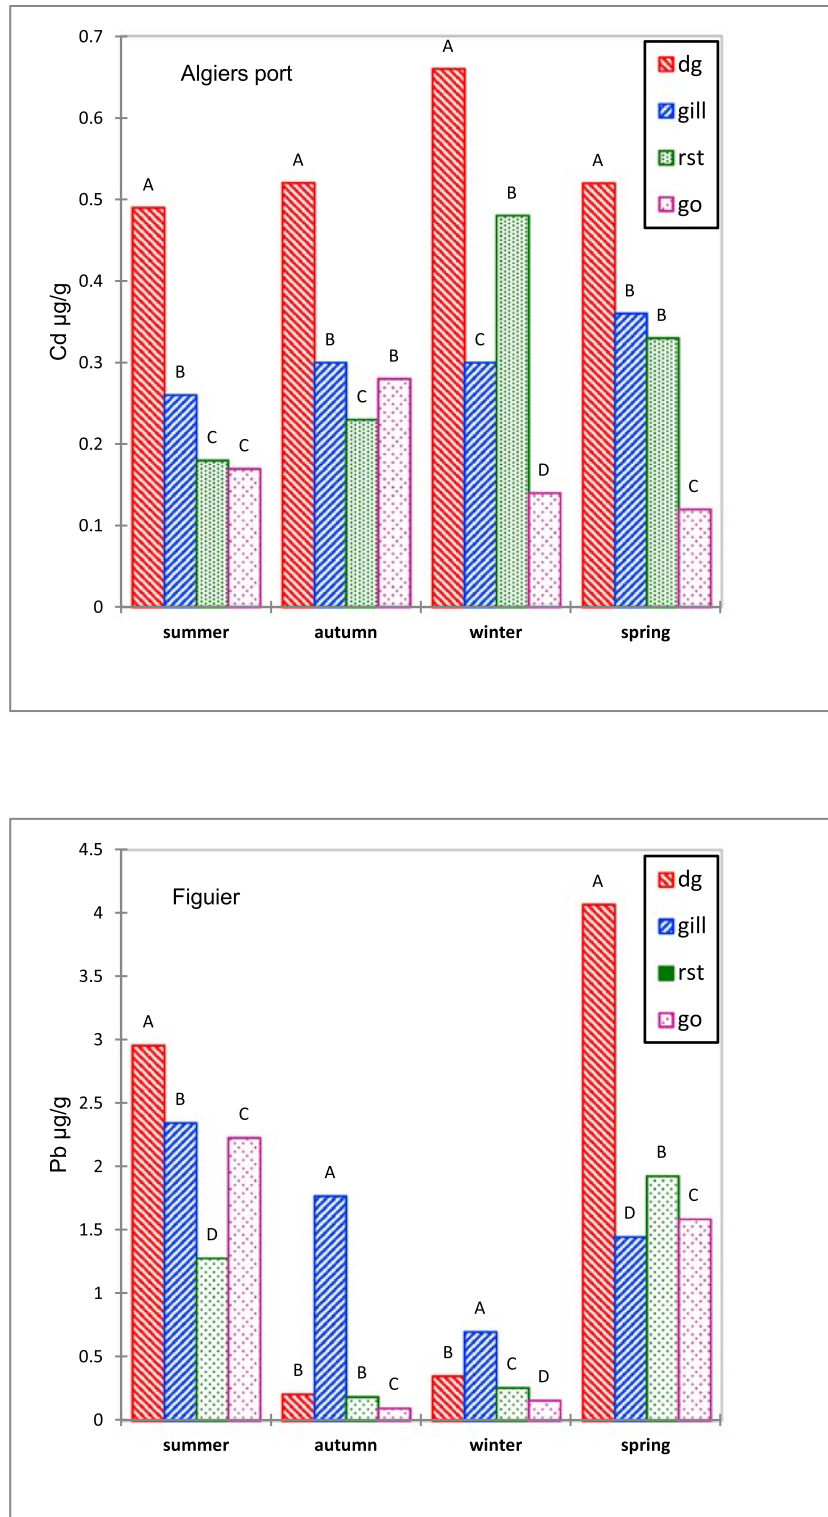 0.7
0.6
0.5
0.4
0.3
0.2
0.1
0
Cd µg/g
Algiers port
A
B
C
C
A
B
C
B
A
C
B
D
A
B
B
C
dg
gill
rst
go
summer autumn winter spring
4.5
4
3.5
3
2.5
2
1.5
1
0.5
0
Pb µg/g
Figuier
A
B
D
C
B
A
B
C
B
A
C
D
A
D
B
C
dg
gill
rst
go
summer autumn winter spring